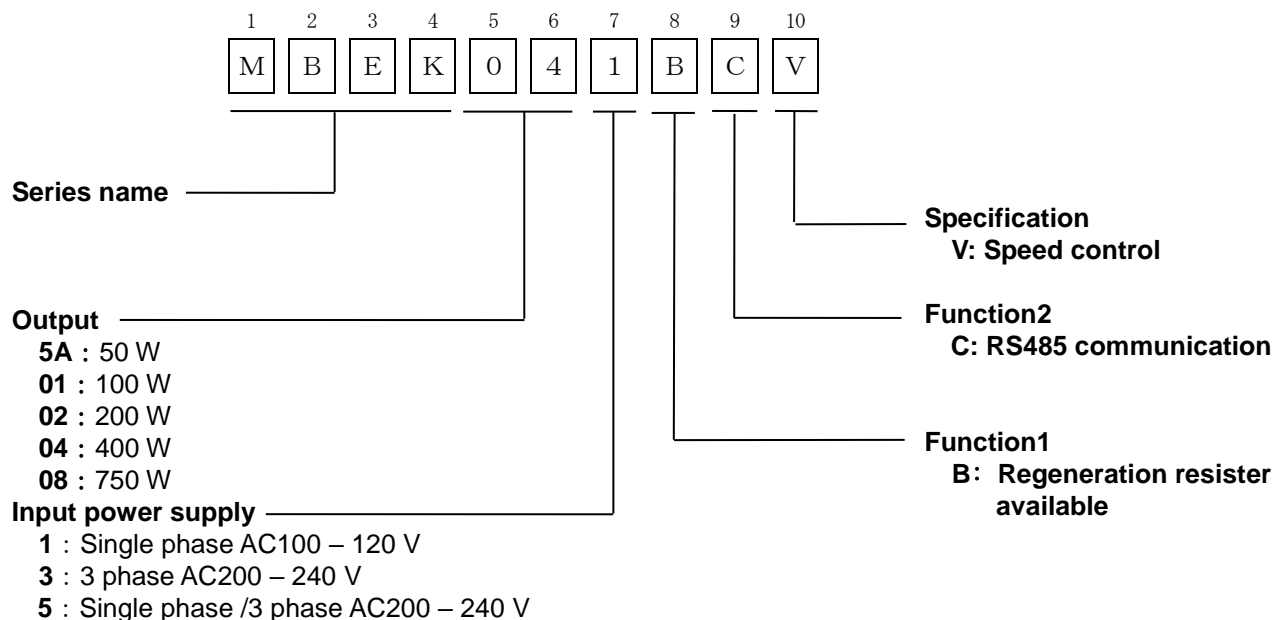 1 2 3 4 5 6 7 8 9 10
M B E K 0 4 1 B C V
Series name
Specification
V: Speed control
Output
5A : 50 W
01 : 100 W
02 : 200 W
04 : 400 W
08 : 750 W
Function2
C: RS485 communication
Function1
B: Regeneration resister
available
Input power supply
1 : Single phase AC100 – 120 V
3 : 3 phase AC200 – 240 V
5 : Single phase /3 phase AC200 – 240 V